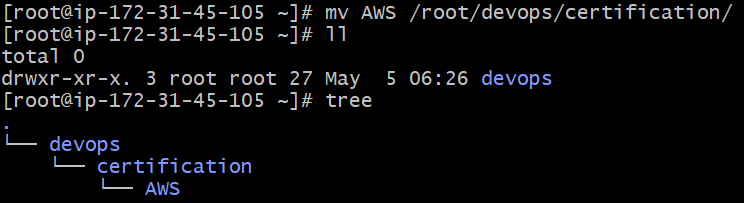 [root@ip-172-31-45-105 ~]# mv AWS /root/devops/certification/
[root@ip-172-31-45-105 ~]# ll
total 0
drwxr-xr-x. 3 root root 27 May  5 06:26 devops
[root@ip-172-31-45-105 ~]# tree
.
└── devops
    └── certification
        └── AWS